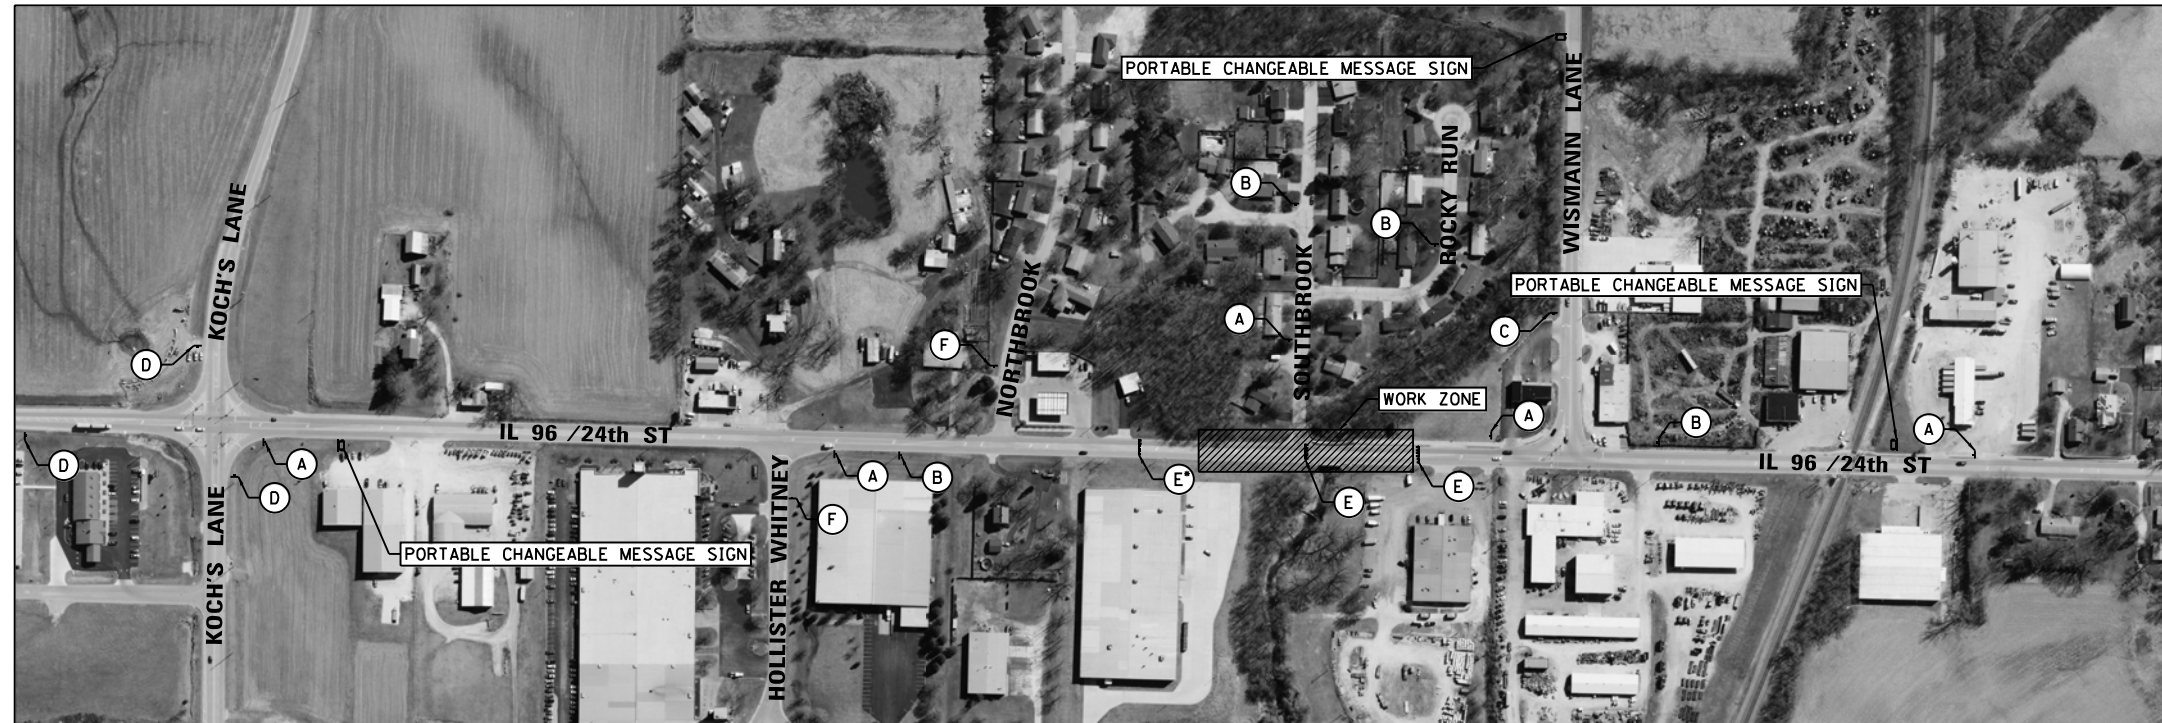 PORTABLE CHANGEABLE MESSAGE SIGN
WISMANN LANE
ROCKY RUN
B
B
KOCH'S LANE
NORTHBROOK
SOUTHBROOK
PORTABLE CHANGEABLE MESSAGE SIGN
A
C
F
D
WORK ZONE
A
B
A
IL 96 /24th ST
IL 96 /24th ST
D
A
D
A
B
E*
E
E
F
KOCH'S LANE
HOLLISTER WHITNEY
PORTABLE CHANGEABLE MESSAGE SIGN